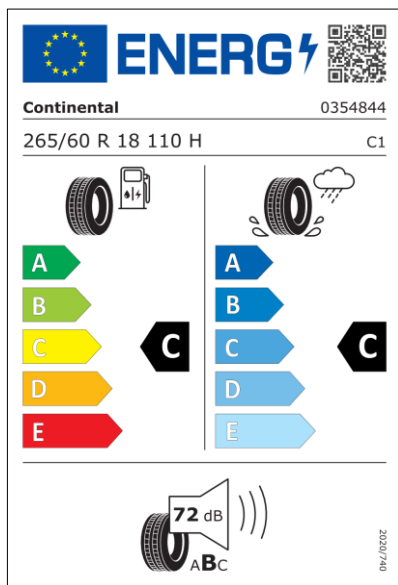 ENERG
Continental 0354844
265/60 R 18 110 H C1
A A
B B
C C C C
D D
E E
72 dB
ABC
2020/740